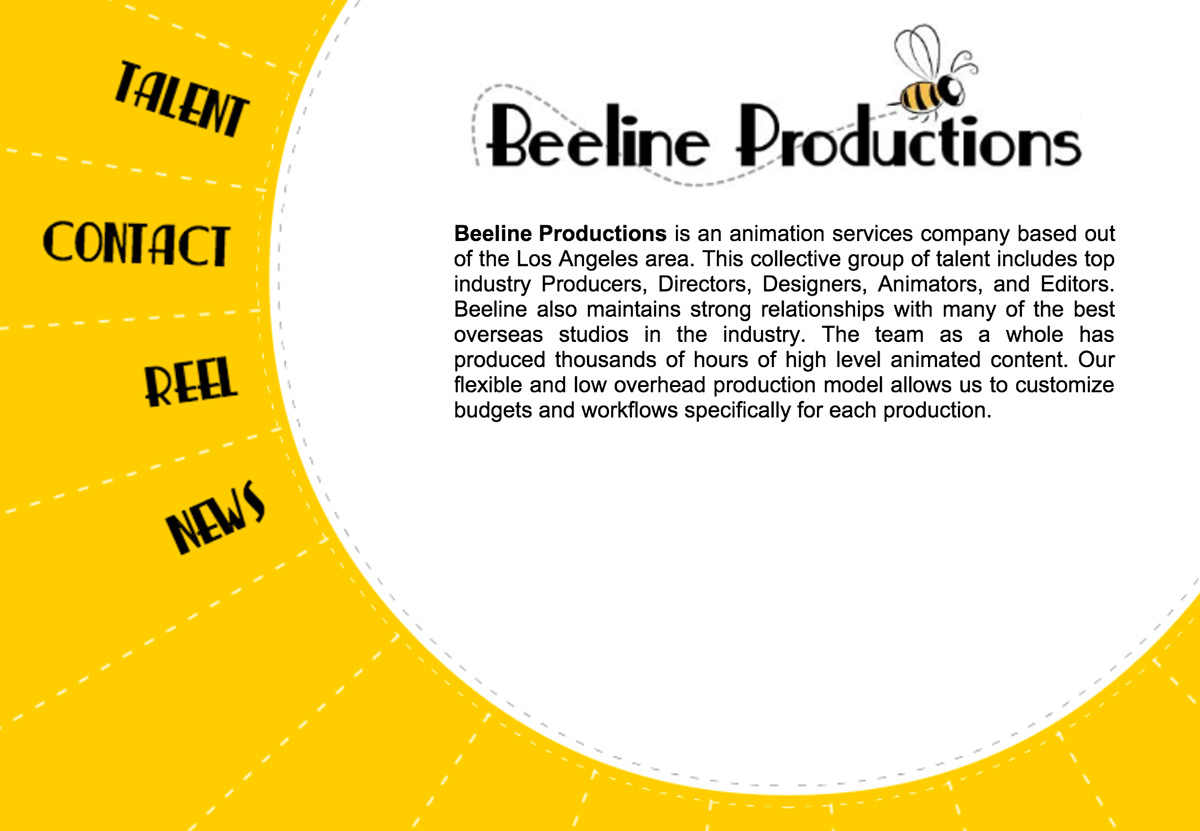 TALENT
CONTACT
REEL
NEWS
Beeline Productions
Beeline Productions is an animation services company based out
of the Los Angeles area. This collective group of talent includes top
industry Producers, Directors, Designers, Animators, and Editors.
Beeline also maintains strong relationships with many of the best
overseas studios in the industry. The team as a whole has
produced thousands of hours of high level animated content. Our
flexible and low overhead production model allows us to customize
budgets and workflows specifically for each production.